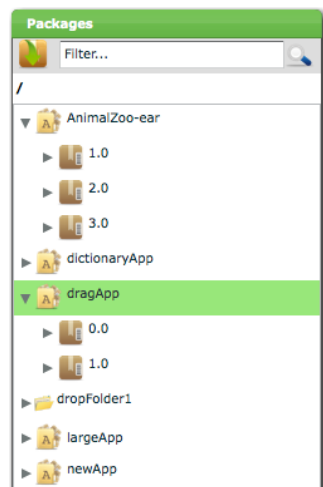 Packages
Filter...
/
AnimalZoo-ear
1.0
2.0
3.0
dictionaryApp
dragApp
0.0
1.0
dropFolder1
largeApp
newApp